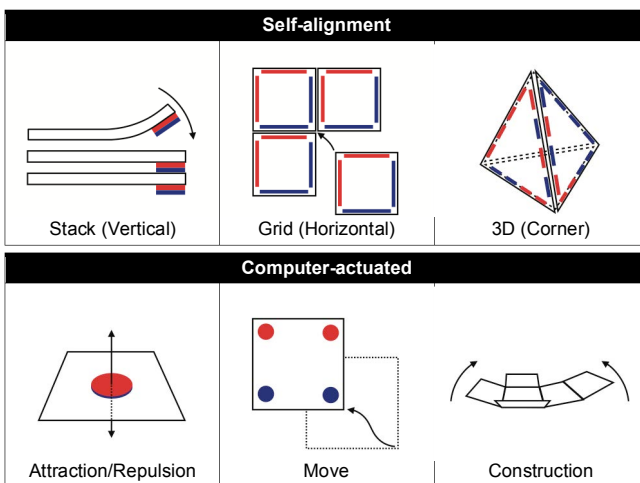 Self-alignment
Stack (Vertical)
Grid (Horizontal)
3D (Corner)
Computer-actuated
Attraction/Repulsion
Move
Construction